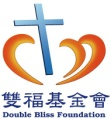 雙福基金會
Double Bliss Foundation